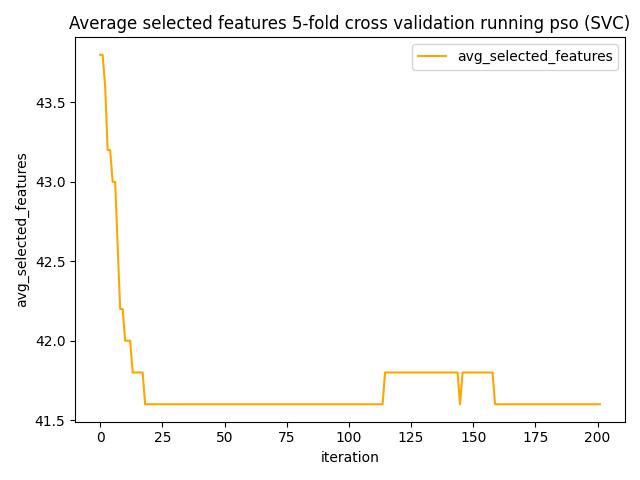 Average selected features 5-fold cross validation running pso (SVC)
avg_selected_features
43.5
43.0
42.5
42.0
41.5
avg_selected_features
0 25 50 75 100 125 150 175 200
iteration